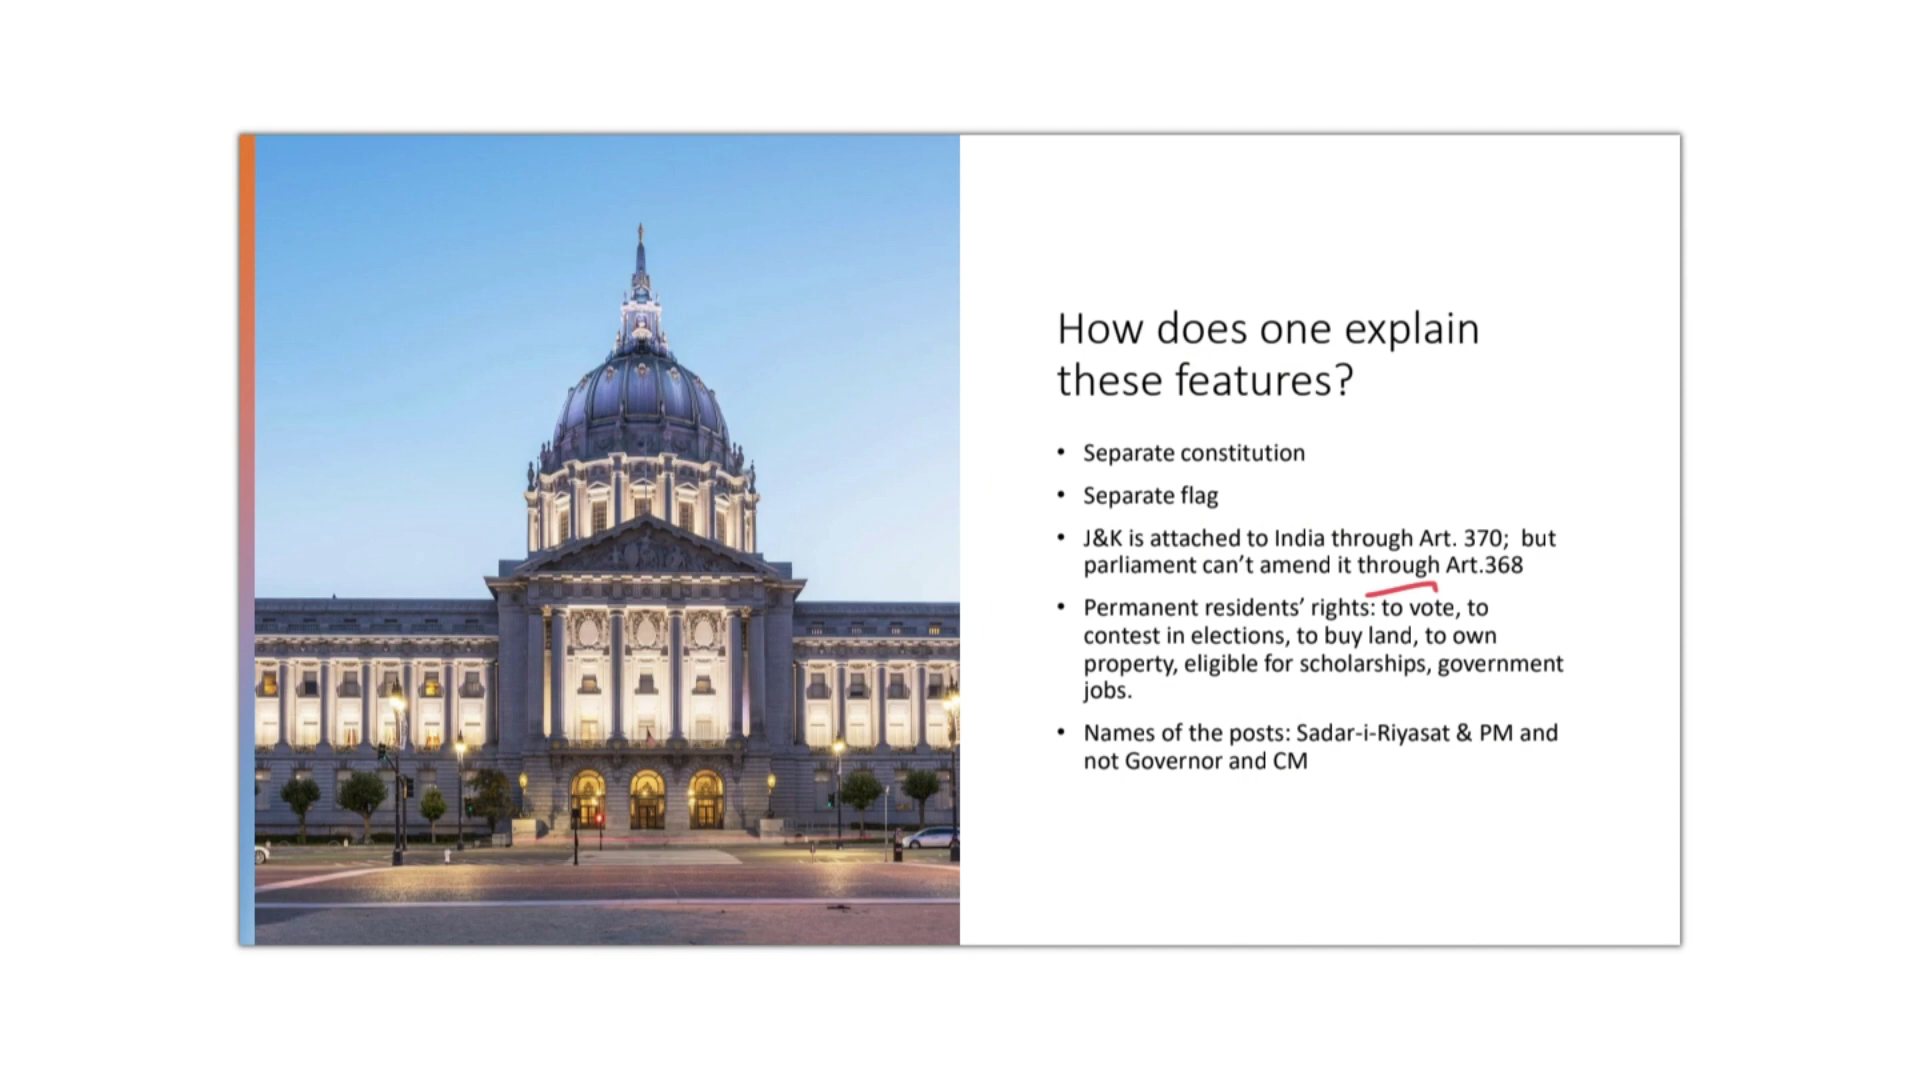 How does one explain
these features?
• Separate constitution
• Separate flag
• J&K is attached to India through Art. 370;  but
parliament can’t amend it through Art.368
• Permanent residents’ rights: to vote, to
contest in elections, to buy land, to own
property, eligible for scholarships, government
jobs.
• Names of the posts: Sadar-i-Riyasat & PM and
not Governor and CM